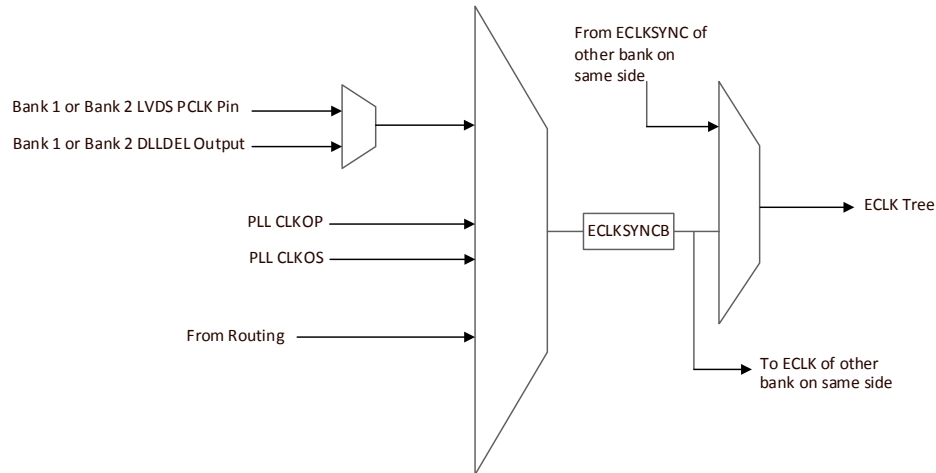 From ECLKSYNC of
other bank on
same side
Bank 1 or Bank 2 LVDS PCLK Pin
Bank 1 or Bank 2 DLLDEL Output
ECLK Tree
PLL CLKOP
ECLKSYNCB
PLL CLKOS
From Routing
To ECLK of other
bank on same side